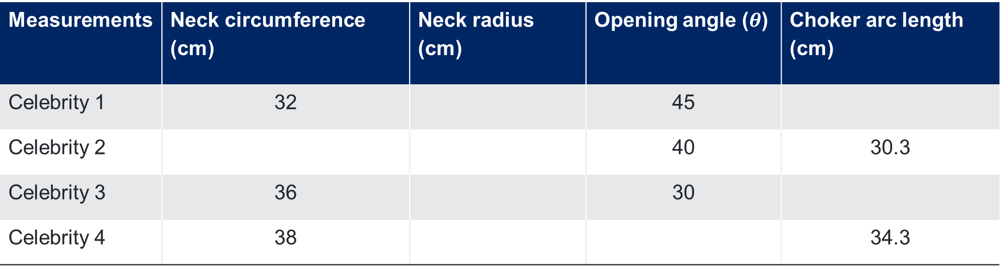 Measurements Neck circumference (cm) Neck radius (cm) Opening angle (θ) Choker arc length (cm)
Celebrity 1 32 45
Celebrity 2 40 30.3
Celebrity 3 36 30
Celebrity 4 38 34.3